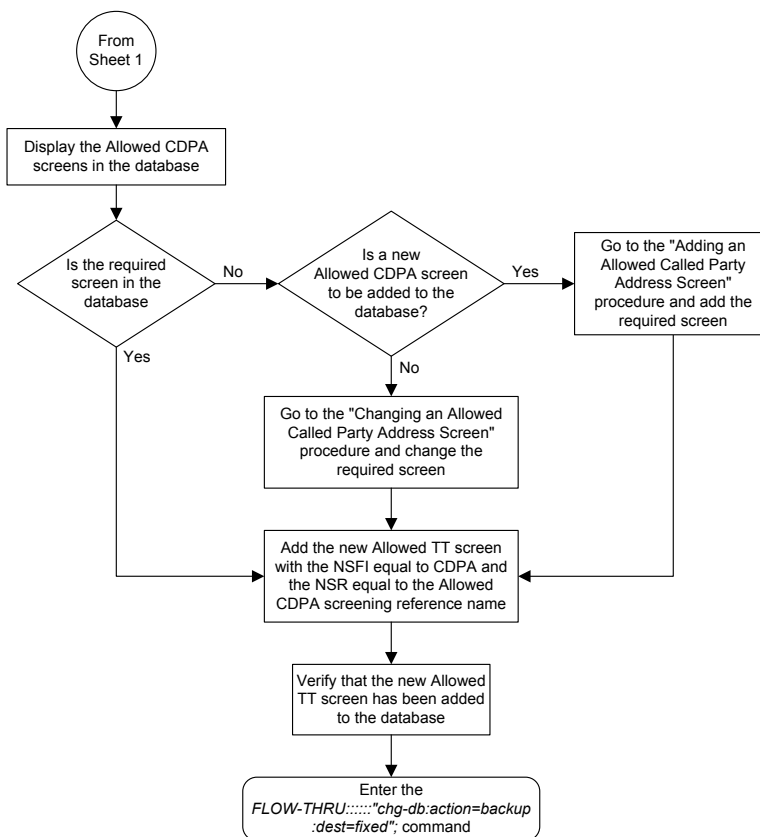 From
Sheet 1
Display the Allowed CDPA
screens in the database
Is the required
screen in the
database
No
Yes
Is a new
Allowed CDPA screen
to be added to the
database?
Yes
No
Go to the "Adding an
Allowed Called Party
Address Screen"
procedure and add the
required screen
Go to the "Changing an Allowed
Called Party Address Screen"
procedure and change the
required screen
Add the new Allowed TT screen
with the NSFI equal to CDPA and
the NSR equal to the Allowed
CDPA screening reference name
Verify that the new Allowed
TT screen has been added
to the database
Enter the
FLOW-THRU::::::"chg-db:action=backup
:dest=fixed"; command